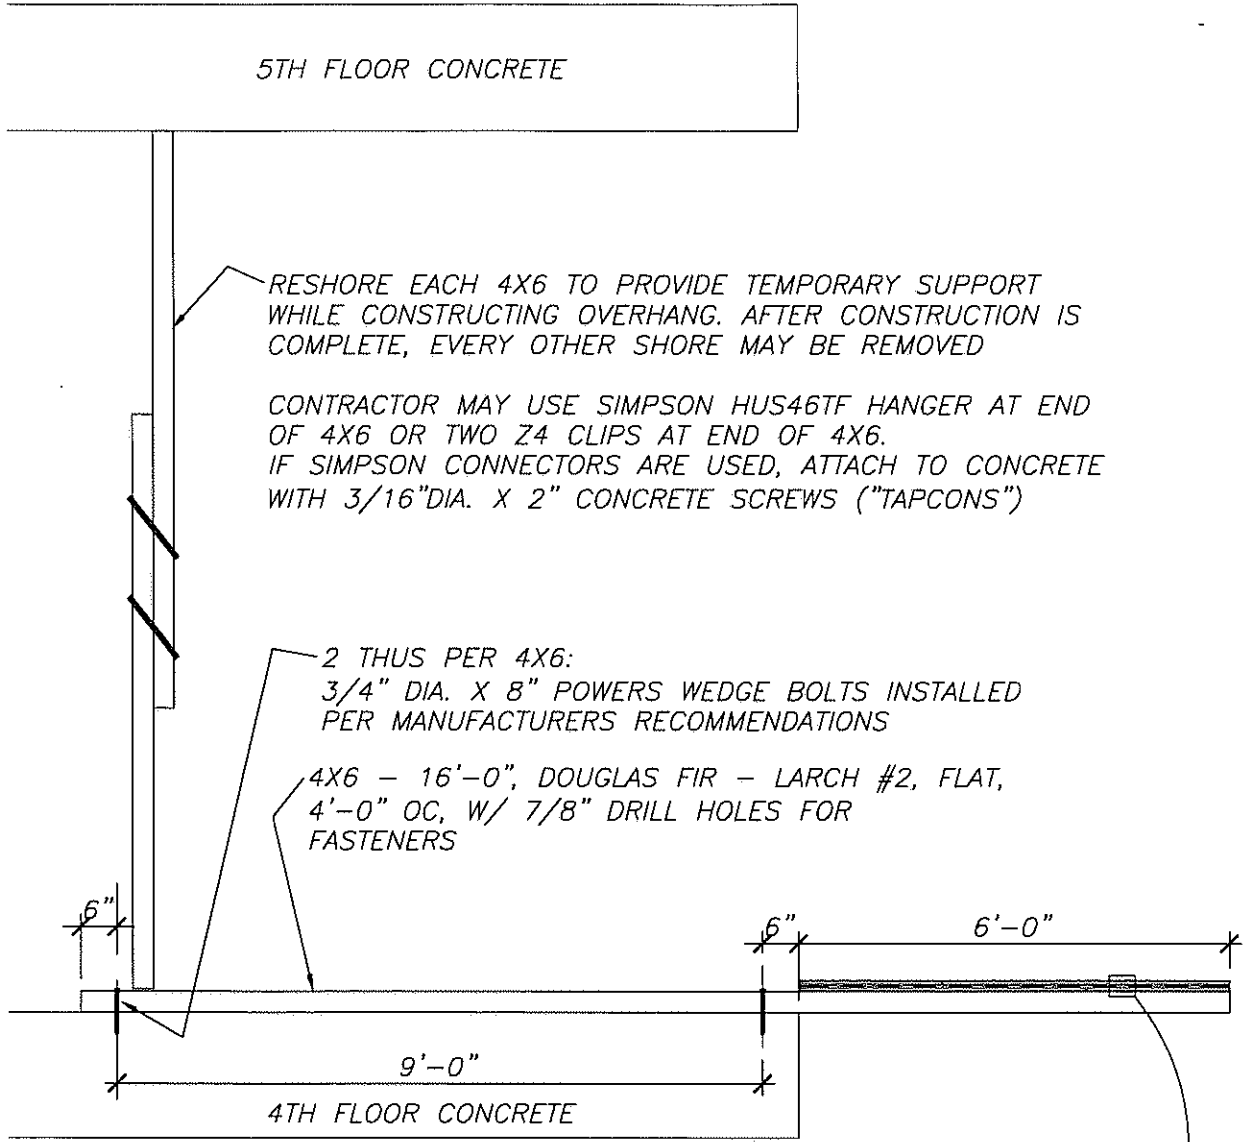 5TH FLOOR CONCRETE
RESHORE EACH 4X6 TO PROVIDE TEMPORARY SUPPORT
WHILE CONSTRUCTING OVERHANG. AFTER CONSTRUCTION IS
COMPLETE, EVERY OTHER SHORE MAY BE REMOVED
CONTRACTOR MAY USE SIMPSON HUS46TF HANGER AT END
OF 4X6 OR TWO Z4 CLIPS AT END OF 4X6.
IF SIMPSON CONNECTORS ARE USED, ATTACH TO CONCRETE
WITH 3/16"DIA. X 2" CONCRETE SCREWS ("TAPCONS")
2 THUS PER 4X6:
3/4" DIA. X 8" POWERS WEDGE BOLTS INSTALLED
PER MANUFACTURERS RECOMMENDATIONS
4X6 – 16'-0", DOUGLAS FIR – LARCH #2, FLAT,
4'-0" OC, W/ 7/8" DRILL HOLES FOR
FASTENERS
6"
6"
6'-0"
9'-0"
4TH FLOOR CONCRETE